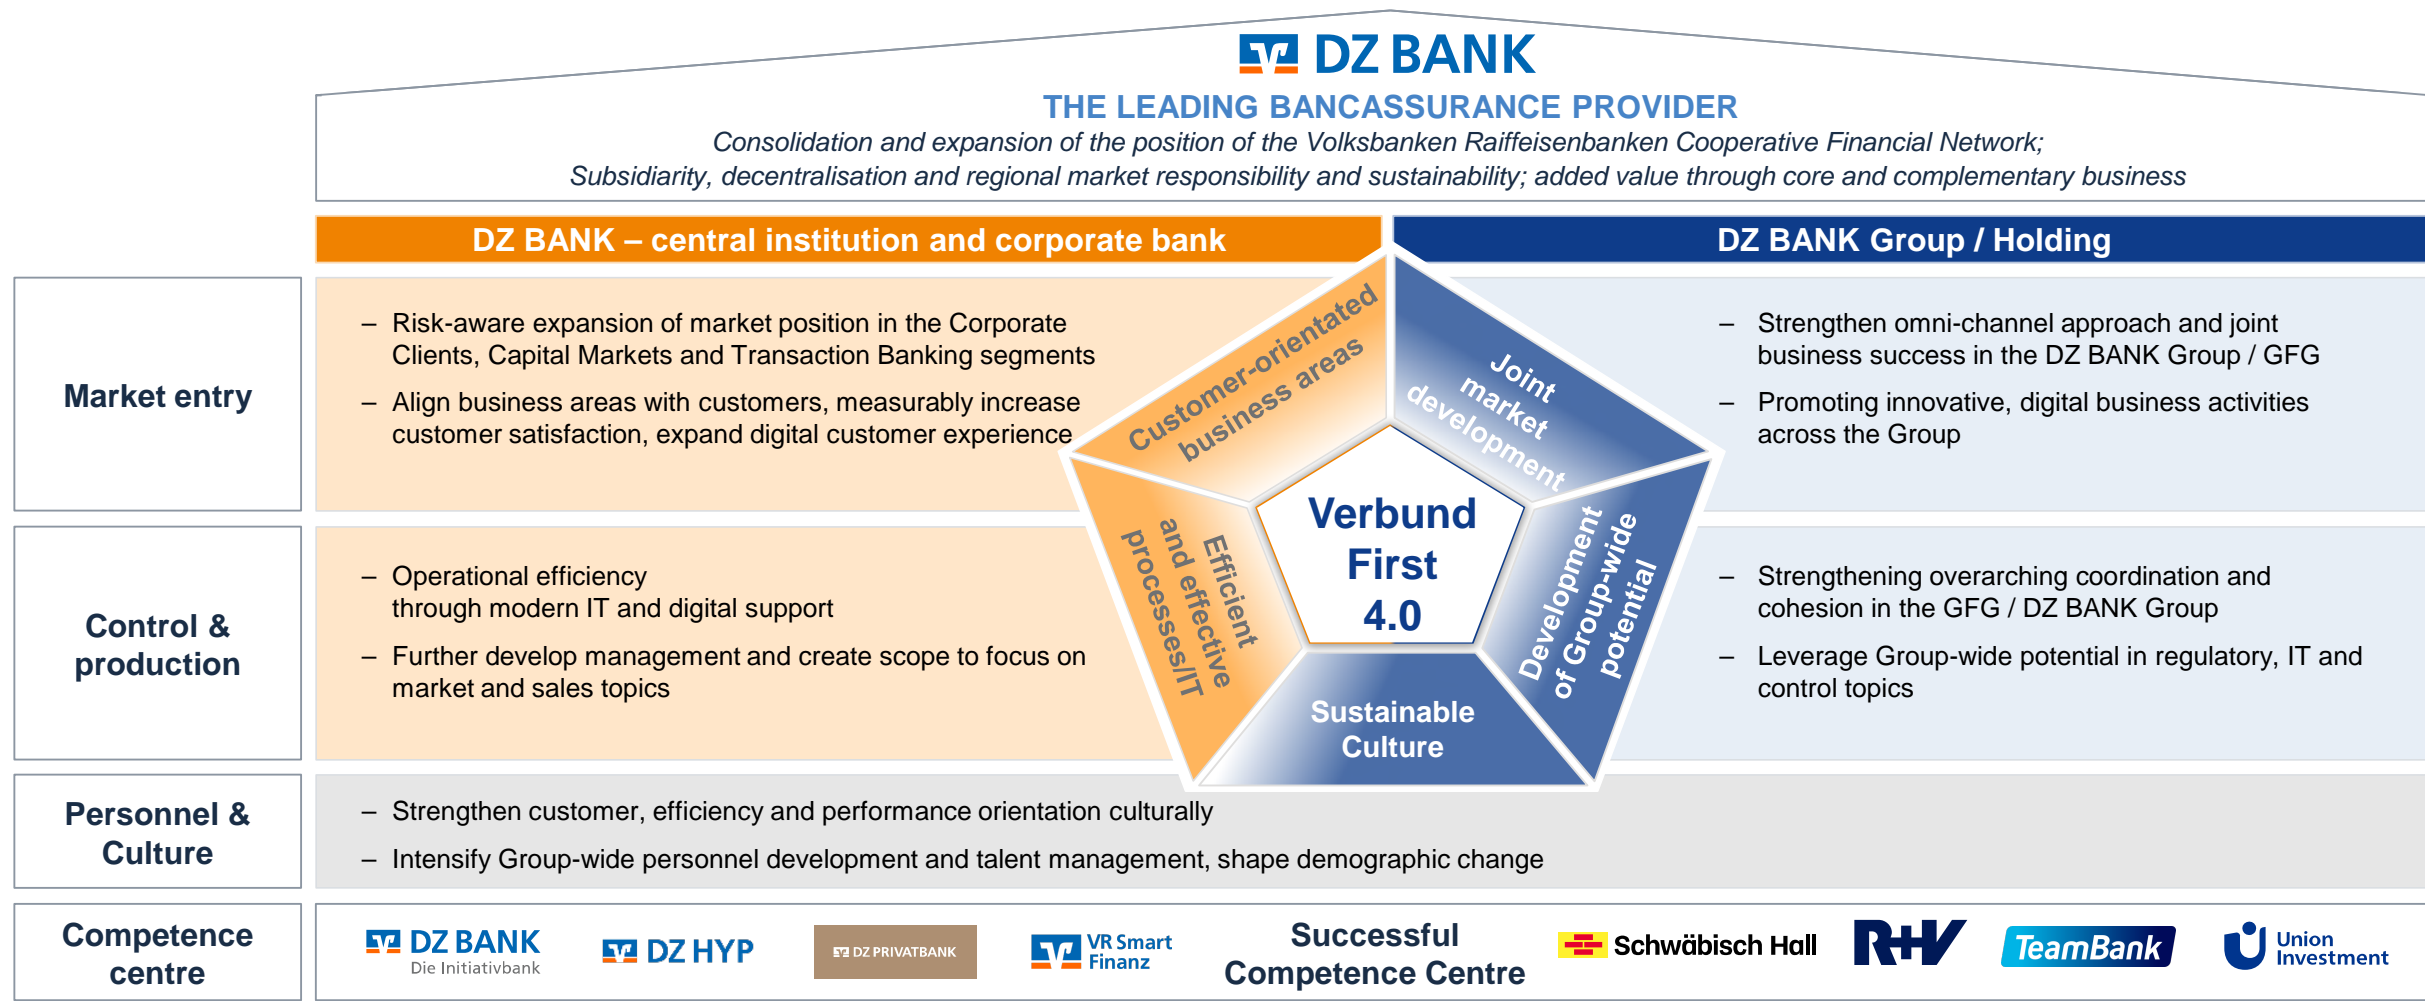 DZ BANK
THE LEADING BANCASSURANCE PROVIDER
Consolidation and expansion of the position of the Volksbanken Raiffeisenbanken Cooperative Financial Network;
Subsidiarity, decentralisation and regional market responsibility and sustainability; added value through core and complementary business
DZ BANK – central institution and corporate bank
DZ BANK Group / Holding
Market entry
– Risk-aware expansion of market position in the Corporate
Clients, Capital Markets and Transaction Banking segments
– Align business areas with customers, measurably increase
customer satisfaction, expand digital customer experience
Customer-orientated
business areas
Joint
market
development
– Strengthen omni-channel approach and joint
business success in the DZ BANK Group / GFG
– Promoting innovative, digital business activities
across the Group
Verbund
First
4.0
Control &
production
– Operational efficiency
through modern IT and digital support
– Further develop management and create scope to focus on
market and sales topics
Efficient
and effective
processes/IT
Development
of Group-wide
potential
– Strengthening overarching coordination and
cohesion in the GFG / DZ BANK Group
– Leverage Group-wide potential in regulatory, IT and
control topics
Sustainable
Culture
Personnel &
Culture
– Strengthen customer, efficiency and performance orientation culturally
– Intensify Group-wide personnel development and talent management, shape demographic change
Competence
centre
DZ BANK
Die Initiativbank
DZ HYP
DZ PRIVATBANK
VR Smart
Finanz
Successful
Competence Centre
Schwäbisch Hall
R+V
TeamBank
Union
Investment